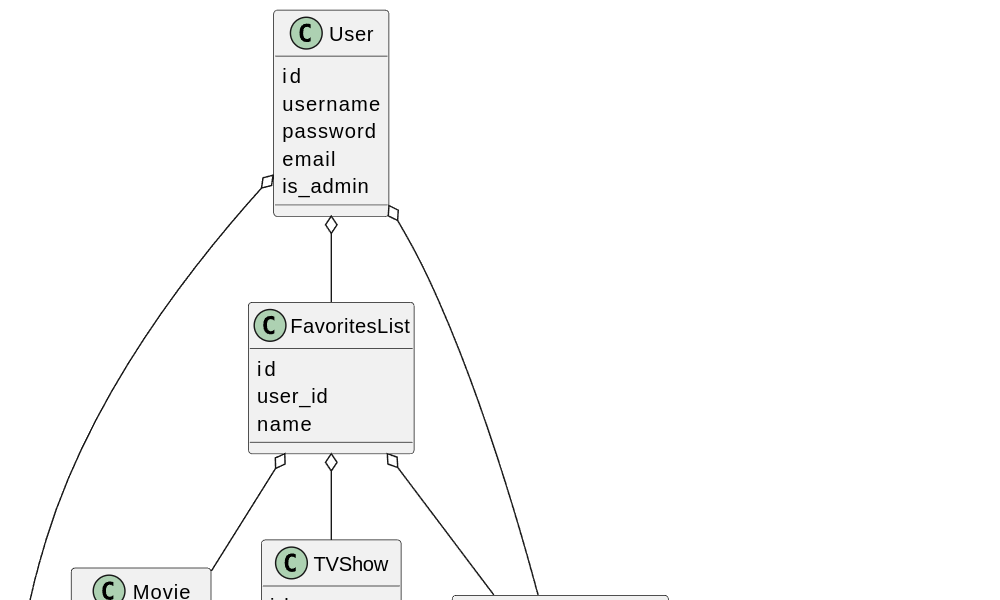 C User
id
username
password
email
is_admin
C FavoritesList
id
user_id
name
C TVShow
C Movie